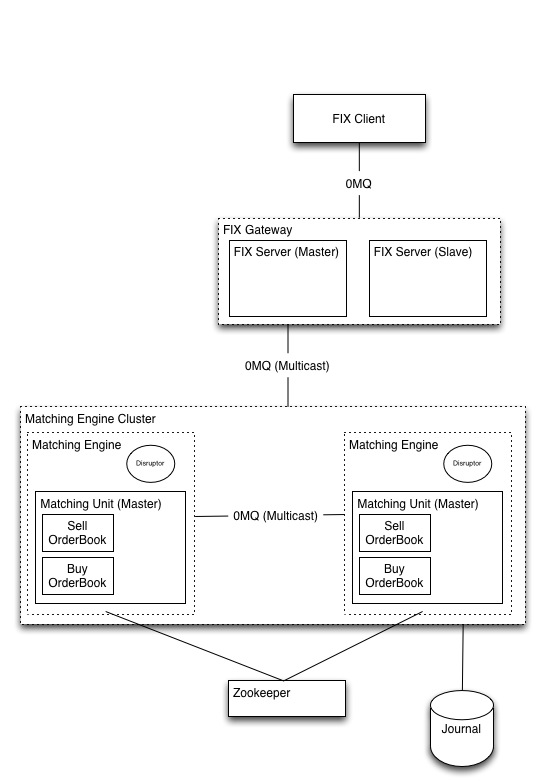 FIX Client
0MQ
FIX Gateway
FIX Server (Master)
FIX Server (Slave)
0MQ (Multicast)
Matching Engine Cluster
Matching Engine
Disruptor
Matching Unit (Master)
Sell
OrderBook
Buy
OrderBook
0MQ (Multicast)
Matching Engine
Disruptor
Matching Unit (Master)
Sell
OrderBook
Buy
OrderBook
Zookeeper
Journal